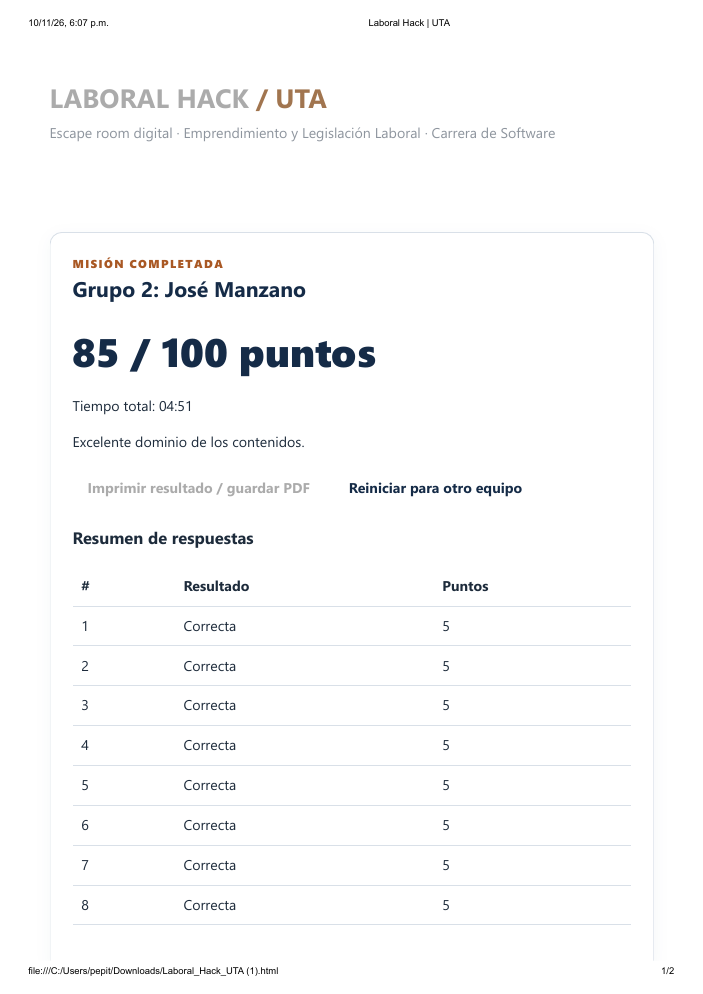 10/11/26, 6:07 p.m. Laboral Hack | UTA
LABORAL HACK / UTA
Escape room digital · Emprendimiento y Legislación Laboral · Carrera de Software
MISIÓN COMPLETADA
Grupo 2: José Manzano
85 / 100 puntos
Tiempo total: 04:51
Excelente dominio de los contenidos.
Imprimir resultado / guardar PDF Reiniciar para otro equipo
Resumen de respuestas
# Resultado Puntos
1 Correcta 5
2 Correcta 5
3 Correcta 5
4 Correcta 5
5 Correcta 5
6 Correcta 5
7 Correcta 5
8 Correcta 5
file:///C:/Users/pepit/Downloads/Laboral_Hack_UTA (1).html 1/2